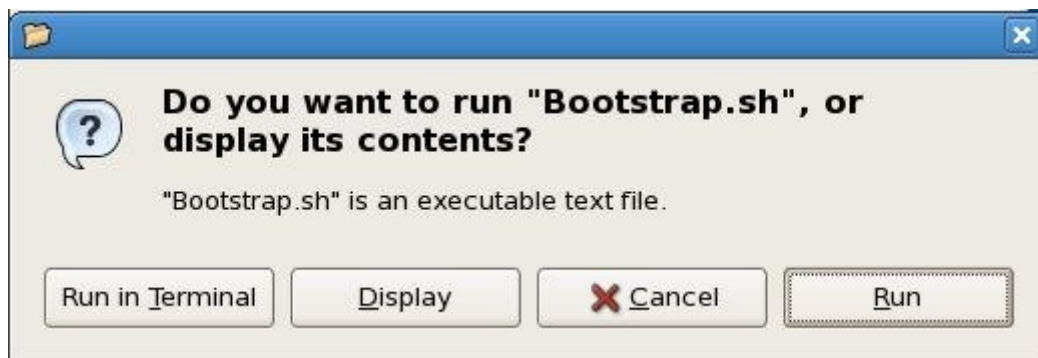 Do you want to run "Bootstrap.sh", or
display its contents?
"Bootstrap.sh" is an executable text file.
Run in Terminal
Display
Cancel
Run